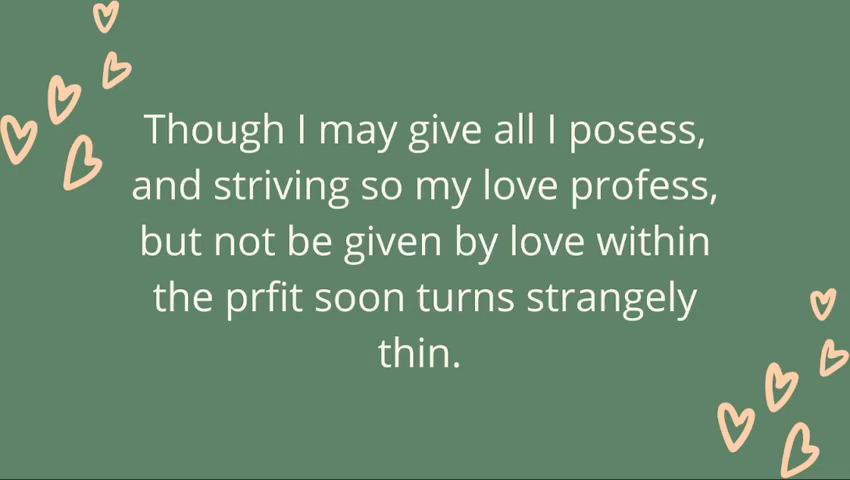 Though I may give all I posess,
and striving so my love profess,
but not be given by love within
the prfit soon turns strangely
thin.